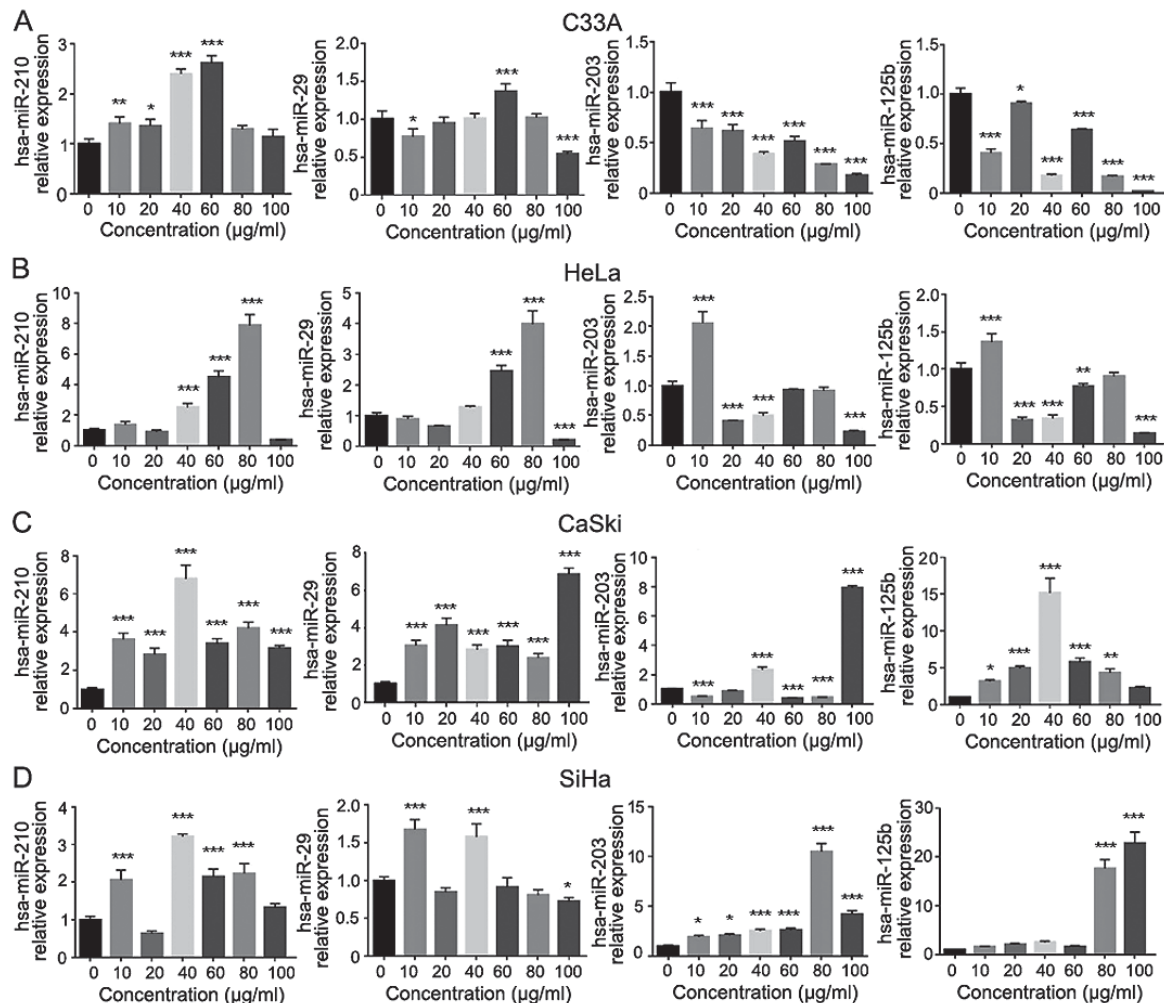 A
C33A
hsa-miR-210
relative expression
3
2
1
0
** * *** ***
0 10 20 40 60 80 100
Concentration (µg/ml)
hsa-miR-29
relative expression
2.0
1.5
1.0
0.5
0
* *** ***
0 10 20 40 60 80 100
Concentration (µg/ml)
hsa-miR-203
relative expression
1.5
1.0
0.5
0
*** *** *** *** *** ***
0 10 20 40 60 80 100
Concentration (µg/ml)
hsa-miR-125b
relative expression
1.5
1.0
0.5
0
*** * *** *** *** ***
0 10 20 40 60 80 100
Concentration (µg/ml)
B
HeLa
hsa-miR-210
relative expression
10
8
6
4
2
0
*** *** ***
0 10 20 40 60 80 100
Concentration (µg/ml)
hsa-miR-29
relative expression
5
4
3
2
1
0
*** *** ***
0 10 20 40 60 80 100
Concentration (µg/ml)
hsa-miR-203
relative expression
2.5
2.0
1.5
1.0
0.5
0
*** *** *** ***
0 10 20 40 60 80 100
Concentration (µg/ml)
hsa-miR-125b
relative expression
2.0
1.5
1.0
0.5
0
*** *** *** ** ***
0 10 20 40 60 80 100
Concentration (µg/ml)
C
CaSki
hsa-miR-210
relative expression
8
6
4
2
0
*** *** *** *** *** ***
0 10 20 40 60 80 100
Concentration (µg/ml)
hsa-miR-29
relative expression
8
6
4
2
0
*** *** *** *** *** ***
0 10 20 40 60 80 100
Concentration (µg/ml)
hsa-miR-203
relative expression
10
8
6
4
2
0
*** *** *** *** ***
0 10 20 40 60 80 100
Concentration (µg/ml)
hsa-miR-125b
relative expression
20
15
10
5
0
* *** *** *** **
0 10 20 40 60 80 100
Concentration (µg/ml)
D
SiHa
hsa-miR-210
relative expression
4
3
2
1
0
*** *** *** ***
0 10 20 40 60 80 100
Concentration (µg/ml)
hsa-miR-29
relative expression
2.0
1.5
1.0
0.5
0
*** *** *
0 10 20 40 60 80 100
Concentration (µg/ml)
hsa-miR-203
relative expression
15
10
5
0
* * *** *** *** ***
0 10 20 40 60 80 100
Concentration (µg/ml)
hsa-miR-125b
relative expression
30
20
10
0
*** ***
0 10 20 40 60 80 100
Concentration (µg/ml)